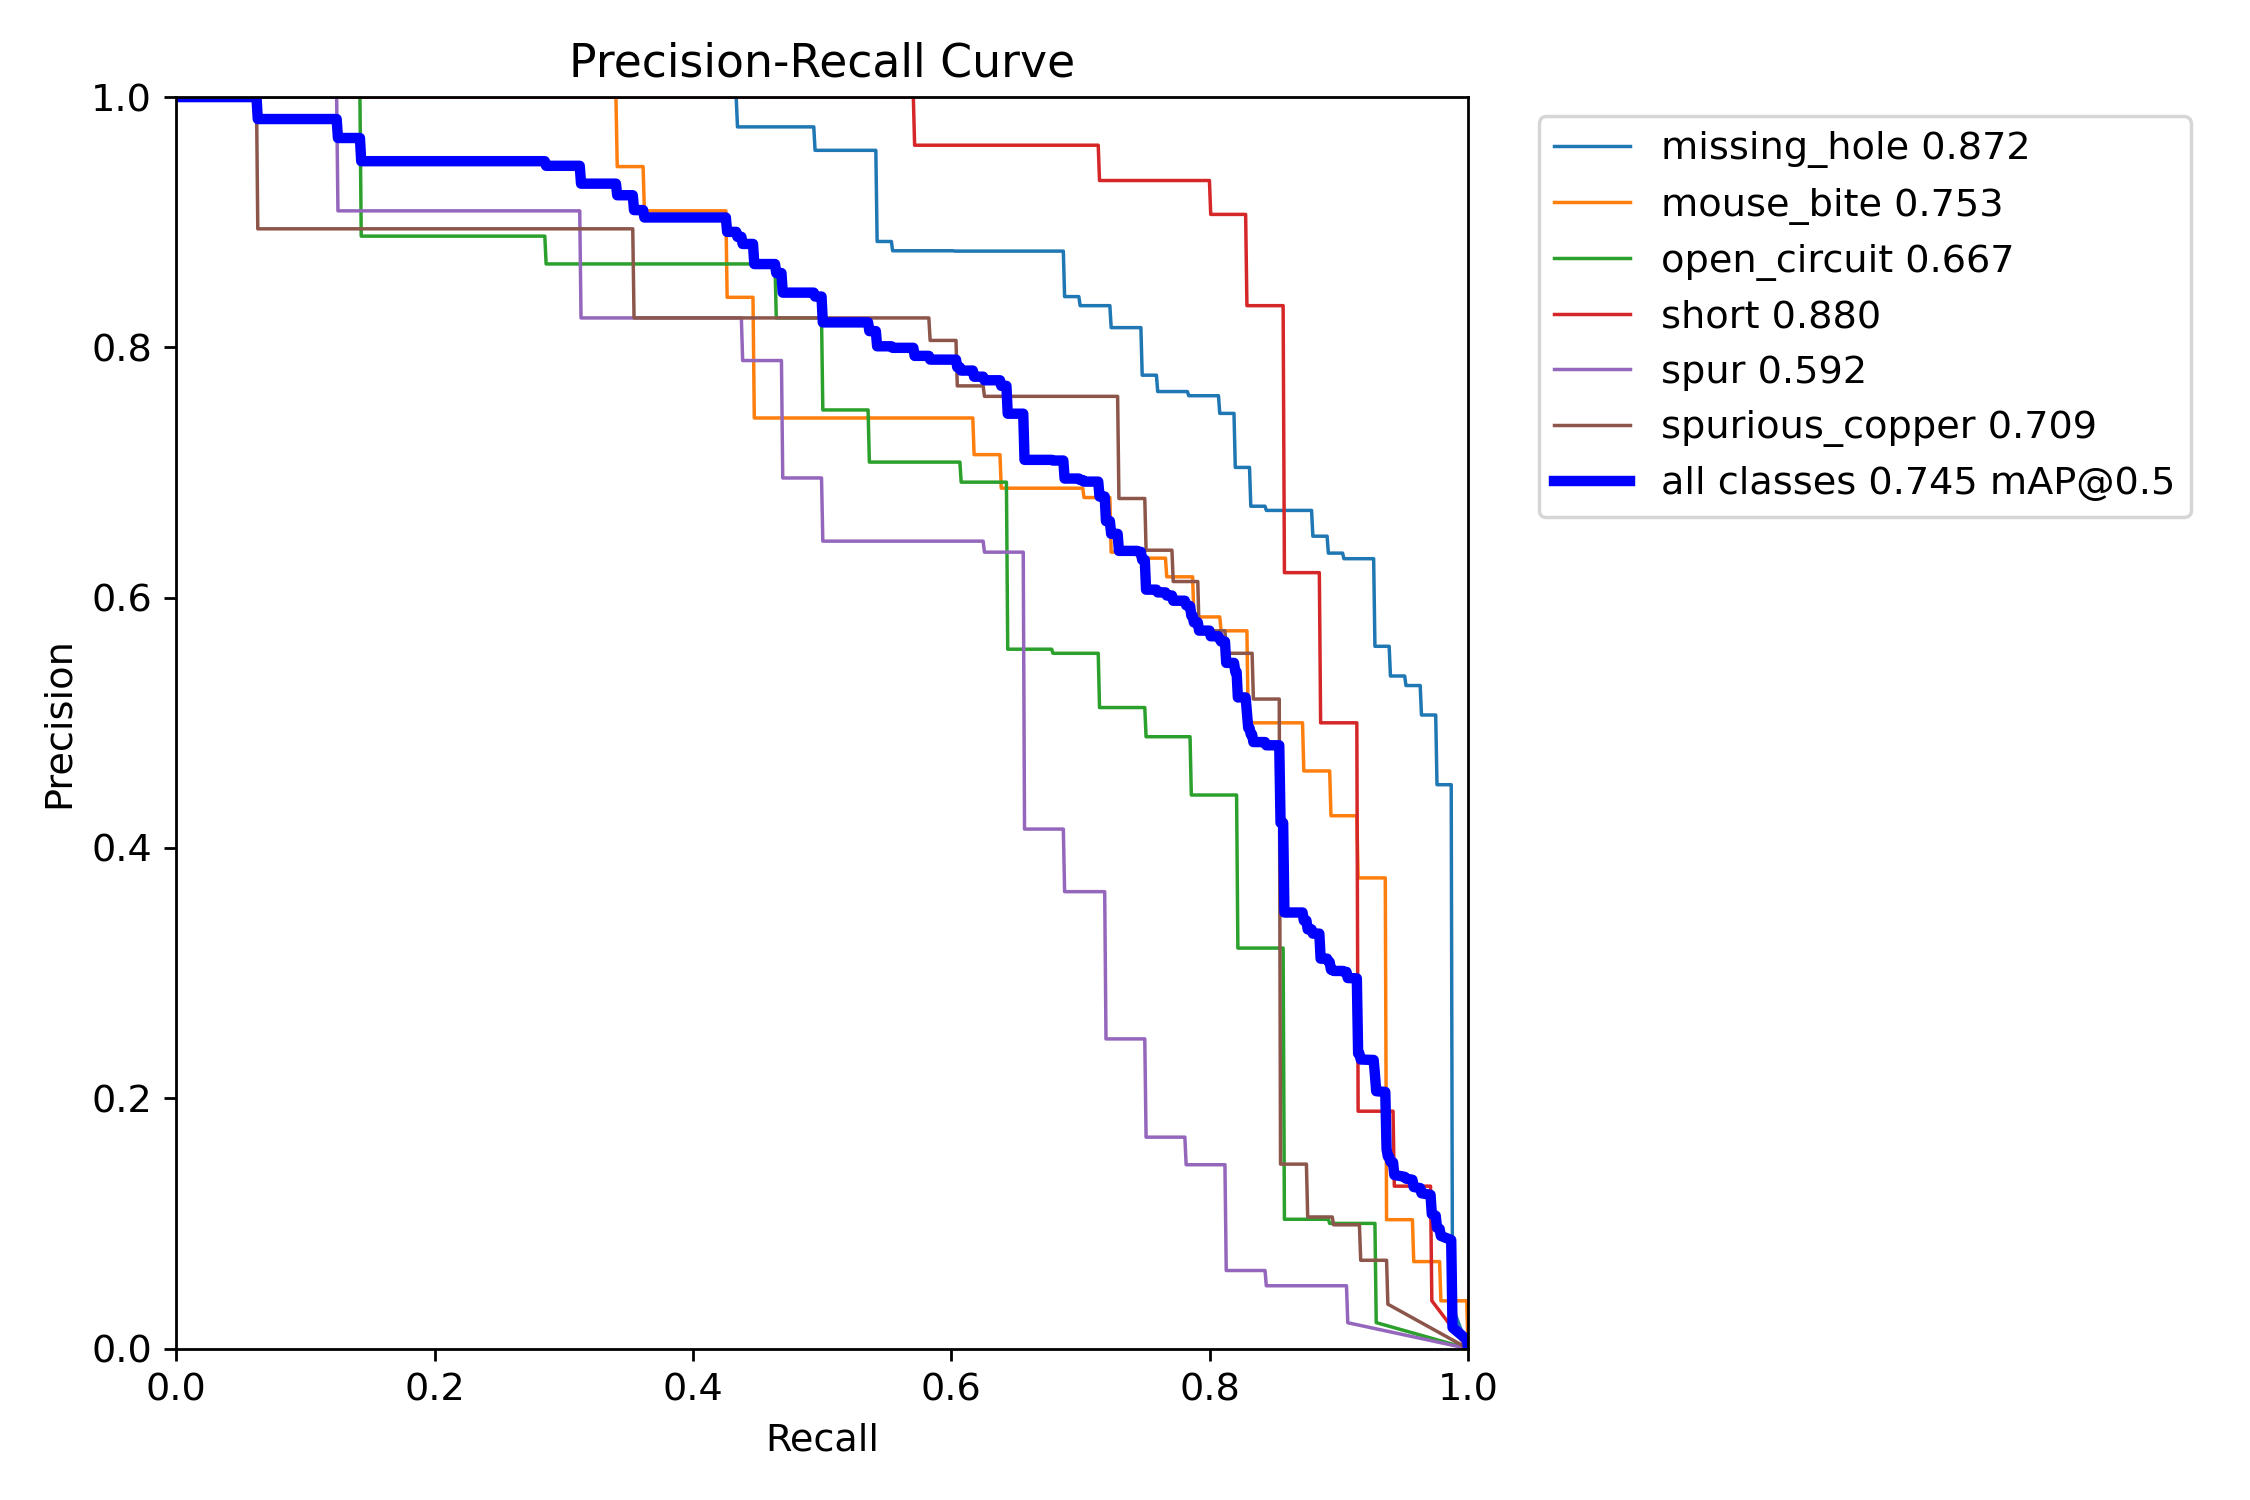 Precision-Recall Curve
1.0
0.8
0.6
0.4
0.2
0.0
Precision
0.0 0.2 0.4 0.6 0.8 1.0
Recall
missing_hole 0.872
mouse_bite 0.753
open_circuit 0.667
short 0.880
spur 0.592
spurious_copper 0.709
all classes 0.745 mAP@0.5